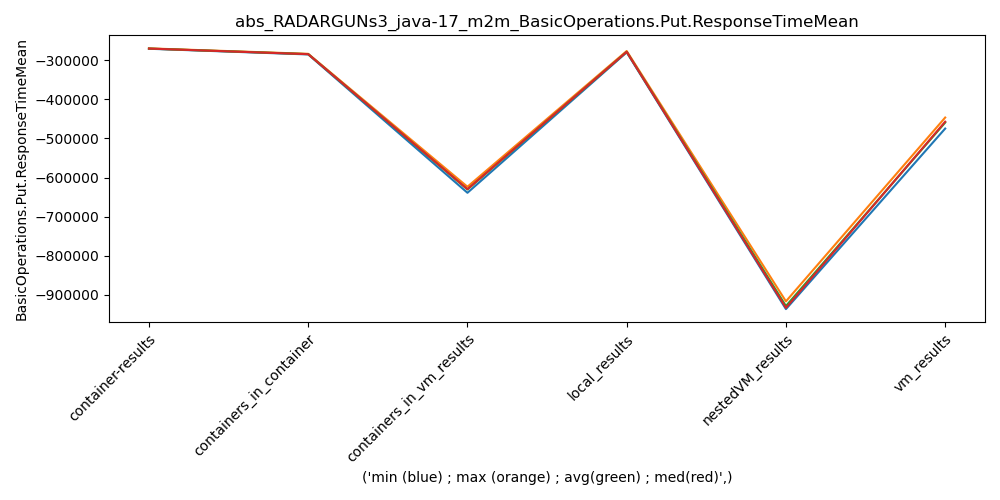 abs_RADARGUNs3_java-17_m2m_BasicOperations.Put.ResponseTimeMean
BasicOperations.Put.ResponseTimeMean
−300000
−400000
−500000
−600000
−700000
−800000
−900000
container-results
containers_in_container
containers_in_vm_results
local_results
nestedVM_results
vm_results
('min (blue) ; max (orange) ; avg(green) ; med(red)',)